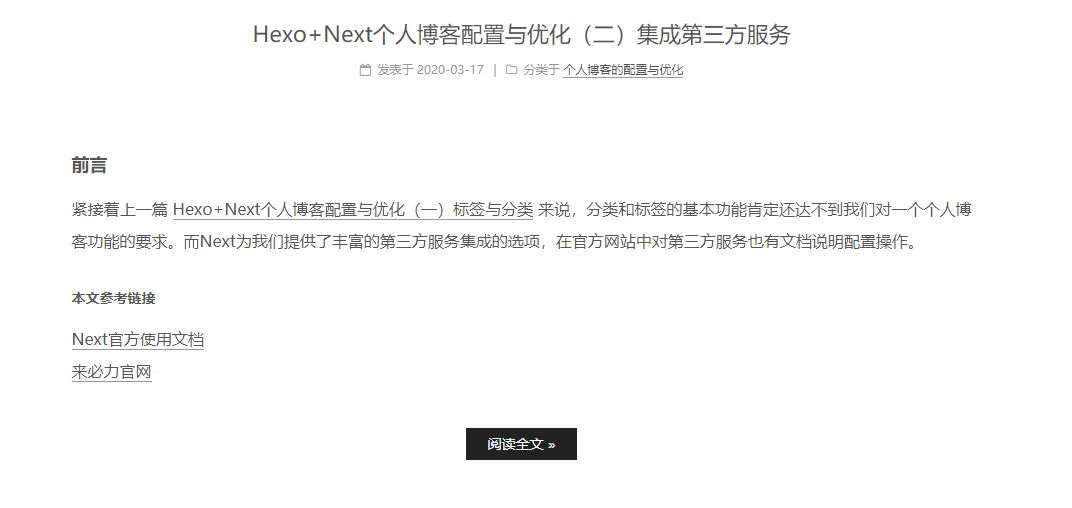 Hexo+Next个人博客配置与优化（二）集成第三方服务
发表于 2020-03-17 | 分类于 个人博客的配置与优化
前言
紧接着上一篇 Hexo+Next个人博客配置与优化（一）标签与分类 来说，分类和标签的基本功能肯定还达不到我们对一个个人博
客功能的要求。而Next为我们提供了丰富的第三方服务集成的选项，在官方网站中对第三方服务也有文档说明配置操作。
本文参考链接
Next官方使用文档
来必力官网
阅读全文 »